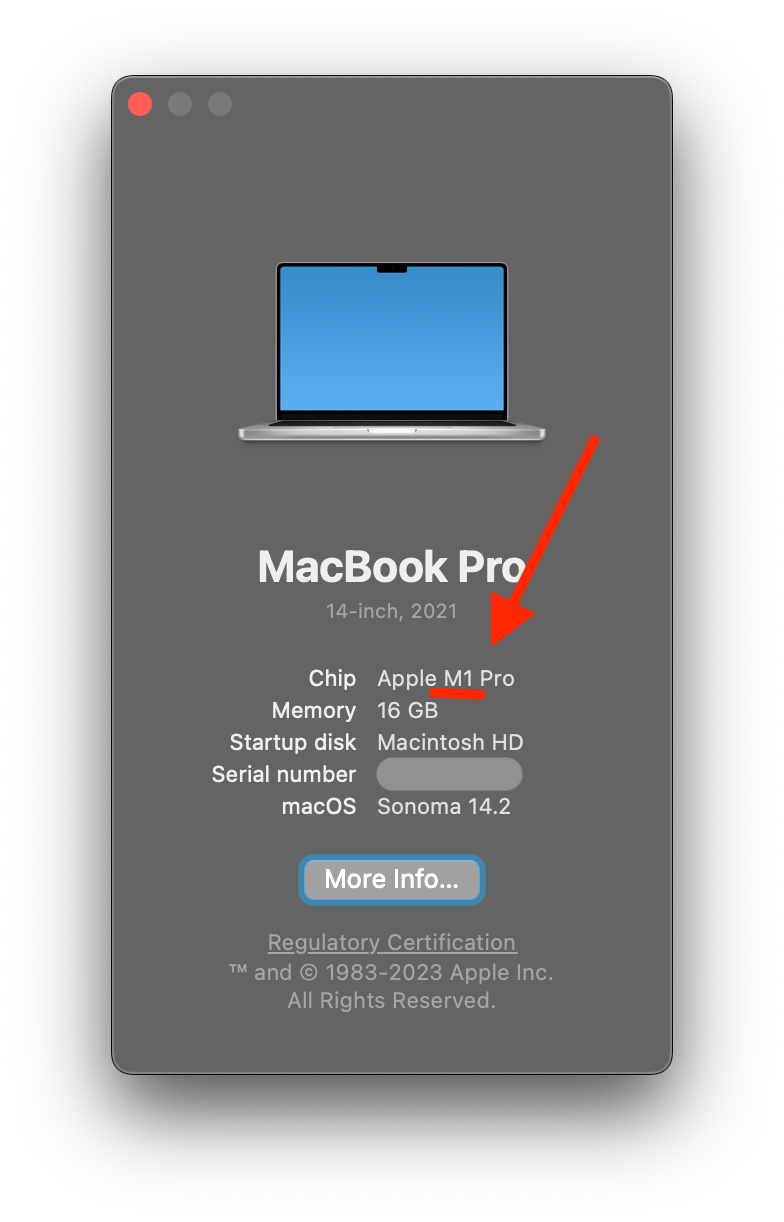 MacBook Pro
14-inch, 2021
Chip Apple M1 Pro
Memory 16 GB
Startup disk Macintosh HD
Serial number
macOS Sonoma 14.2
More Info...
Regulatory Certification
™ and © 1983-2023 Apple Inc.
All Rights Reserved.